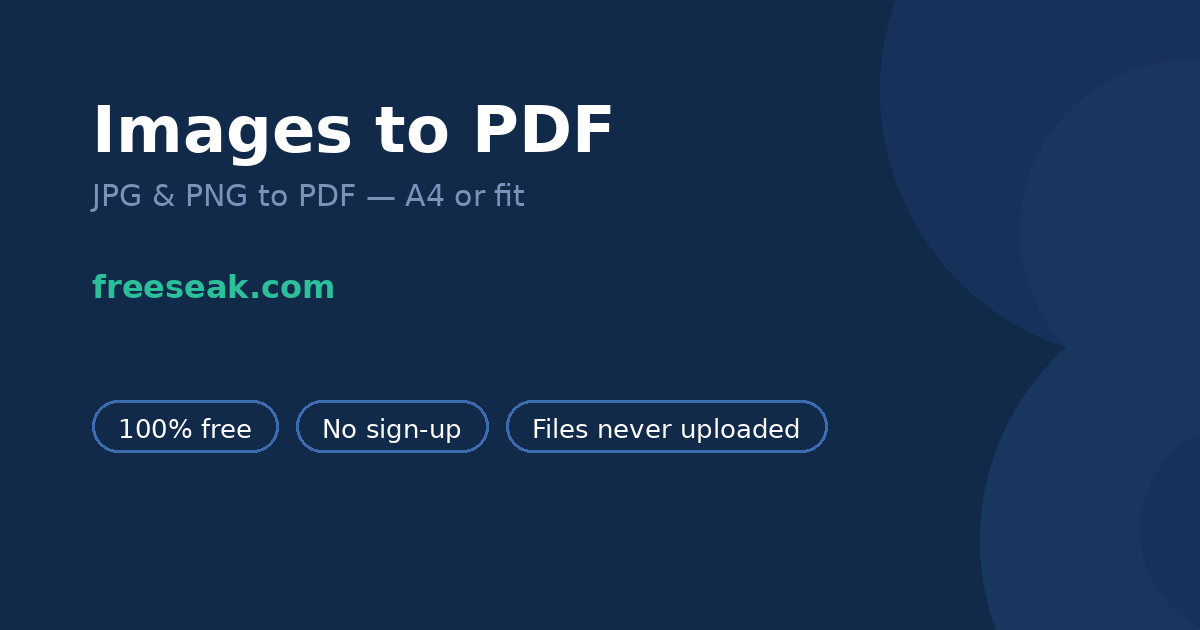 Images to PDF
JPG & PNG to PDF — A4 or fit
freeseak.com
100% free
No sign-up
Files never uploaded